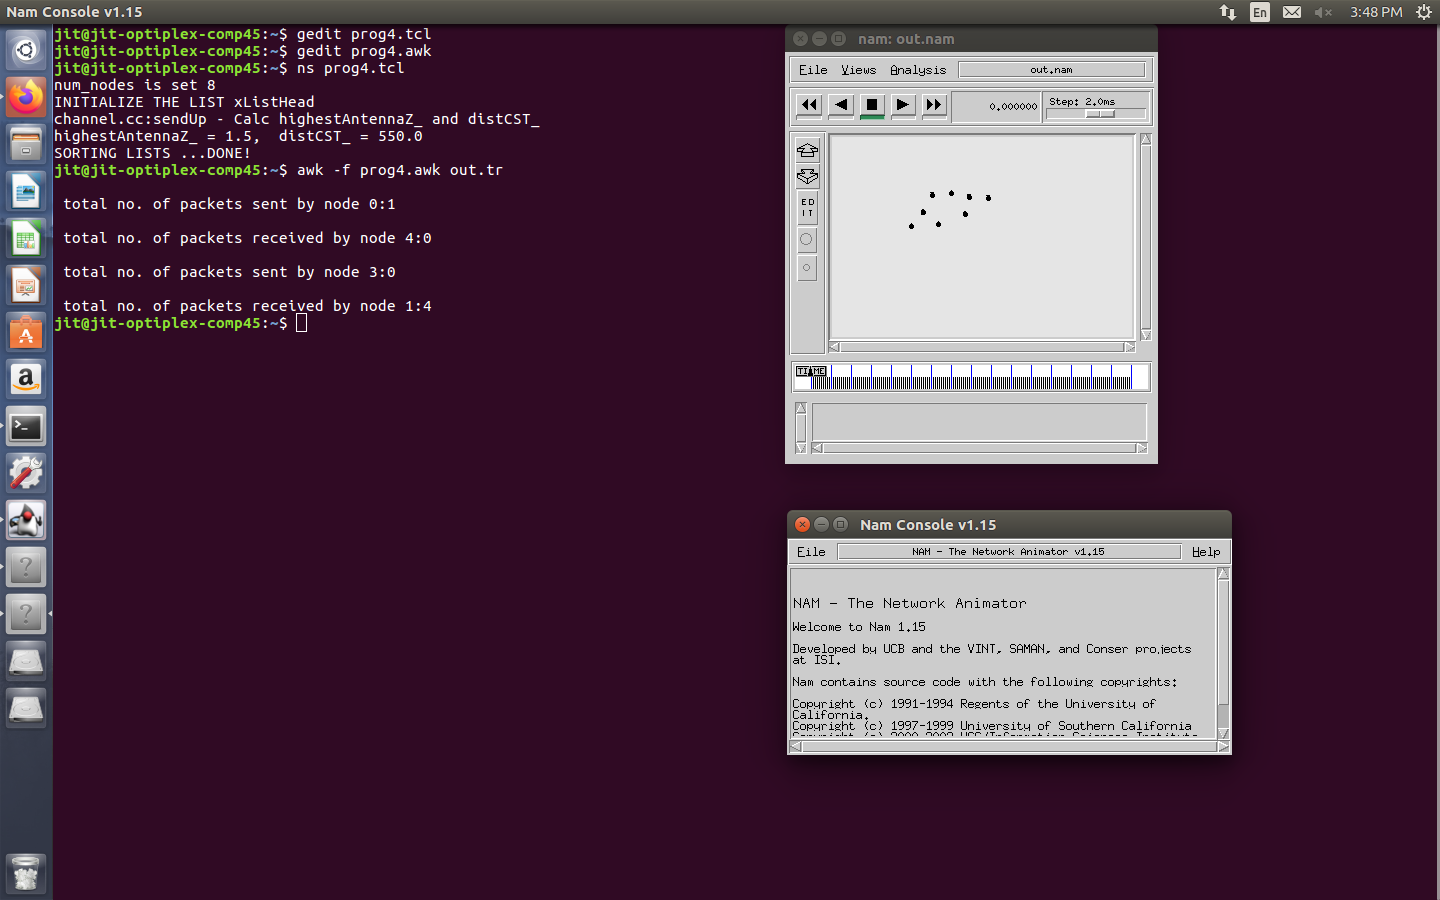 Nam Console v1.15
En
3:48 PM
jit@jit-optiplex-comp45:~$ gedit prog4.tcl
jit@jit-optiplex-comp45:~$ gedit prog4.awk
jit@jit-optiplex-comp45:~$ ns prog4.tcl
num_nodes is set 8
INITIALIZE THE LIST xListHead
channel.cc:sendUp - Calc highestAntennaZ_ and distCST_
highestAntennaZ_ = 1.5,  distCST_ = 550.0
SORTING LISTS ...DONE!
jit@jit-optiplex-comp45:~$ awk -f prog4.awk out.tr
total no. of packets sent by node 0:1
total no. of packets received by node 4:0
total no. of packets sent by node 3:0
total no. of packets received by node 1:4
jit@jit-optiplex-comp45:~$
nam: out.nam
File Views Analysis out.nam
0.000000 Step: 2.0ms
ED
IT
TIME
Nam Console v1.15
File NAM - The Network Animator v1.15 Help
NAM - The Network Animator
Welcome to Nam 1.15
Developed by UCB and the VINT, SAMAN, and Conser projects
at ISI.
Nam contains source code with the following copyrights:
Copyright (c) 1991-1994 Regents of the University of
California.
Copyright (c) 1997-1999 University of Southern California
Copyright (c) 2000-2002 USC/Information Sciences Institute